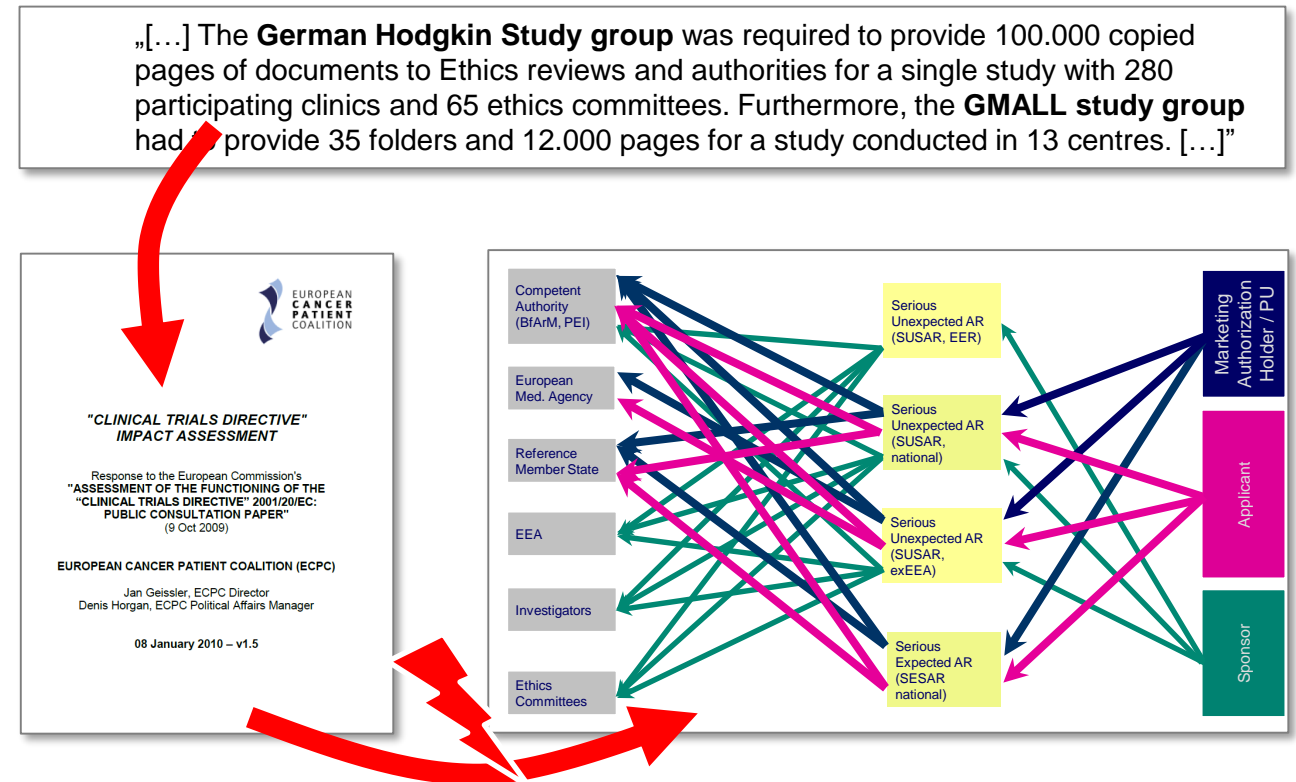 „[…] The German Hodgkin Study group was required to provide 100.000 copied
pages of documents to Ethics reviews and authorities for a single study with 280
participating clinics and 65 ethics committees. Furthermore, the GMALL study group
had to provide 35 folders and 12.000 pages for a study conducted in 13 centres. […]”
EUROPEAN
CANCER
PATIENT
COALITION
"CLINICAL TRIALS DIRECTIVE"
IMPACT ASSESSMENT
Response to the European Commission's
"ASSESSMENT OF THE FUNCTIONING OF THE
“CLINICAL TRIALS DIRECTIVE” 2001/20/EC:
PUBLIC CONSULTATION PAPER"
(9 Oct 2009)
EUROPEAN CANCER PATIENT COALITION (ECPC)
Jan Geissler, ECPC Director
Denis Horgan, ECPC Political Affairs Manager
08 January 2010 – v1.5
Competent
Authority
(BfArM, PEI)
European
Med. Agency
Reference
Member State
EEA
Investigators
Ethics
Committees
Serious
Unexpected AR
(SUSAR, EER)
Serious
Unexpected AR
(SUSAR,
national)
Serious
Unexpected AR
(SUSAR,
exEEA)
Serious
Expected AR
(SESAR
national)
Marketing
Authorization
Holder / PU
Applicant
Sponsor